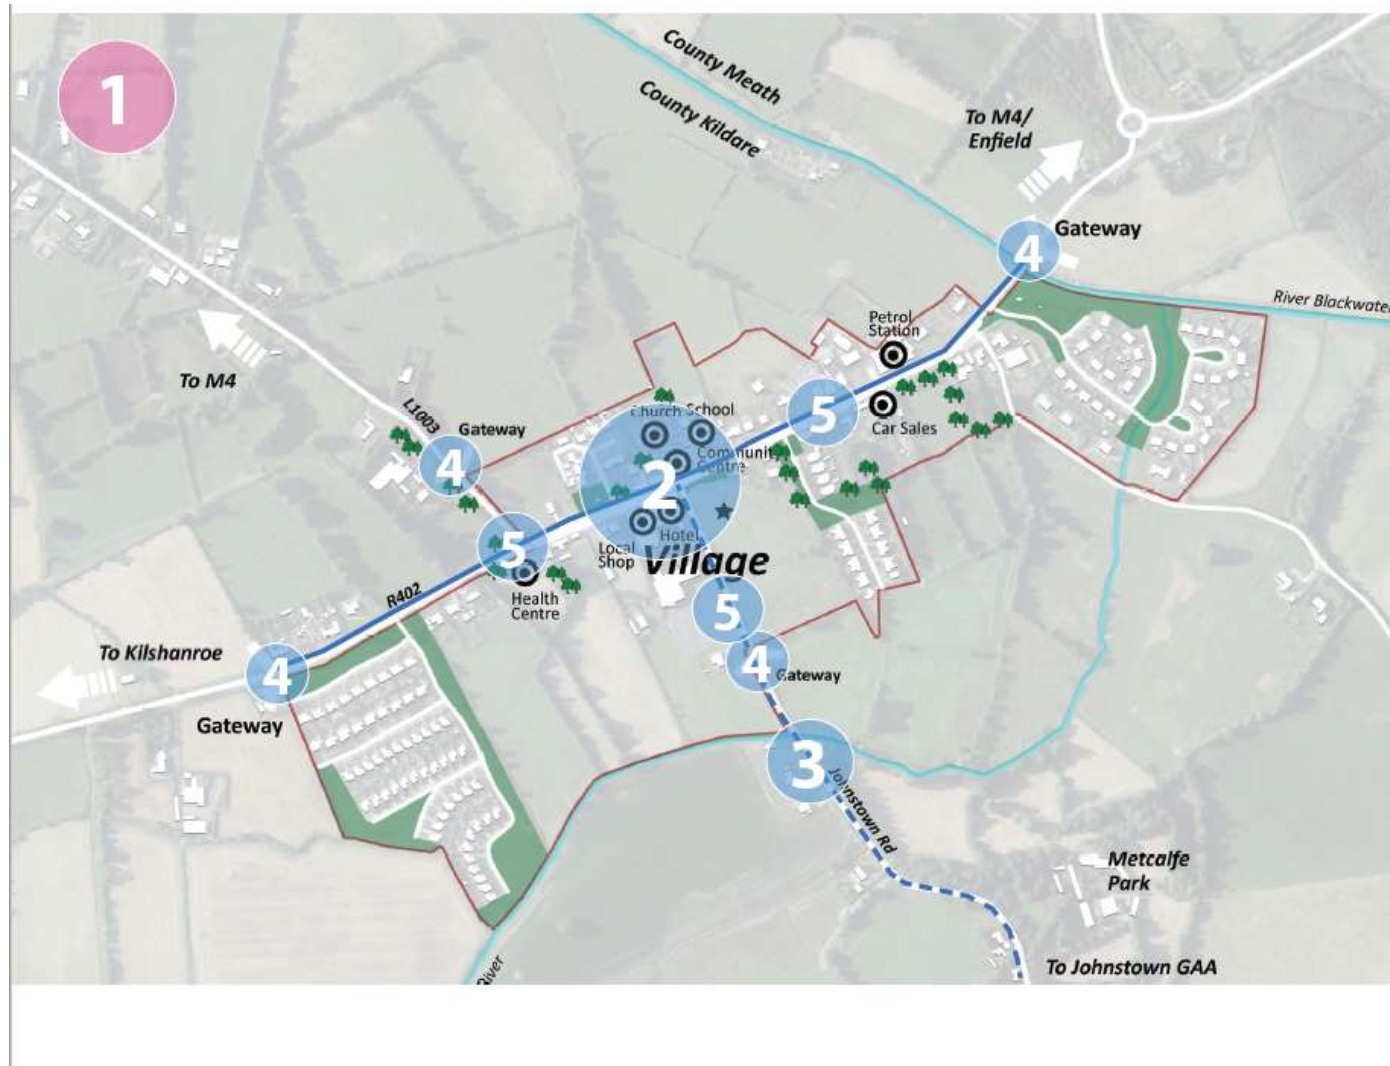 1
County Meath
County Kildare
To M4/
Enfield
Gateway
4
River Blackwater
Petrol
Station
To M4
L1003
Gateway
4
Church
School
5
Car Sales
Communit
Centre
2
5
Local
Shop
Hotel
Village
Health
Centre
R402
5
To Kilshanroe
4
Gateway
4
Gateway
3
Johnstown Rd
Metcalfe
Park
To Johnstown GAA
River